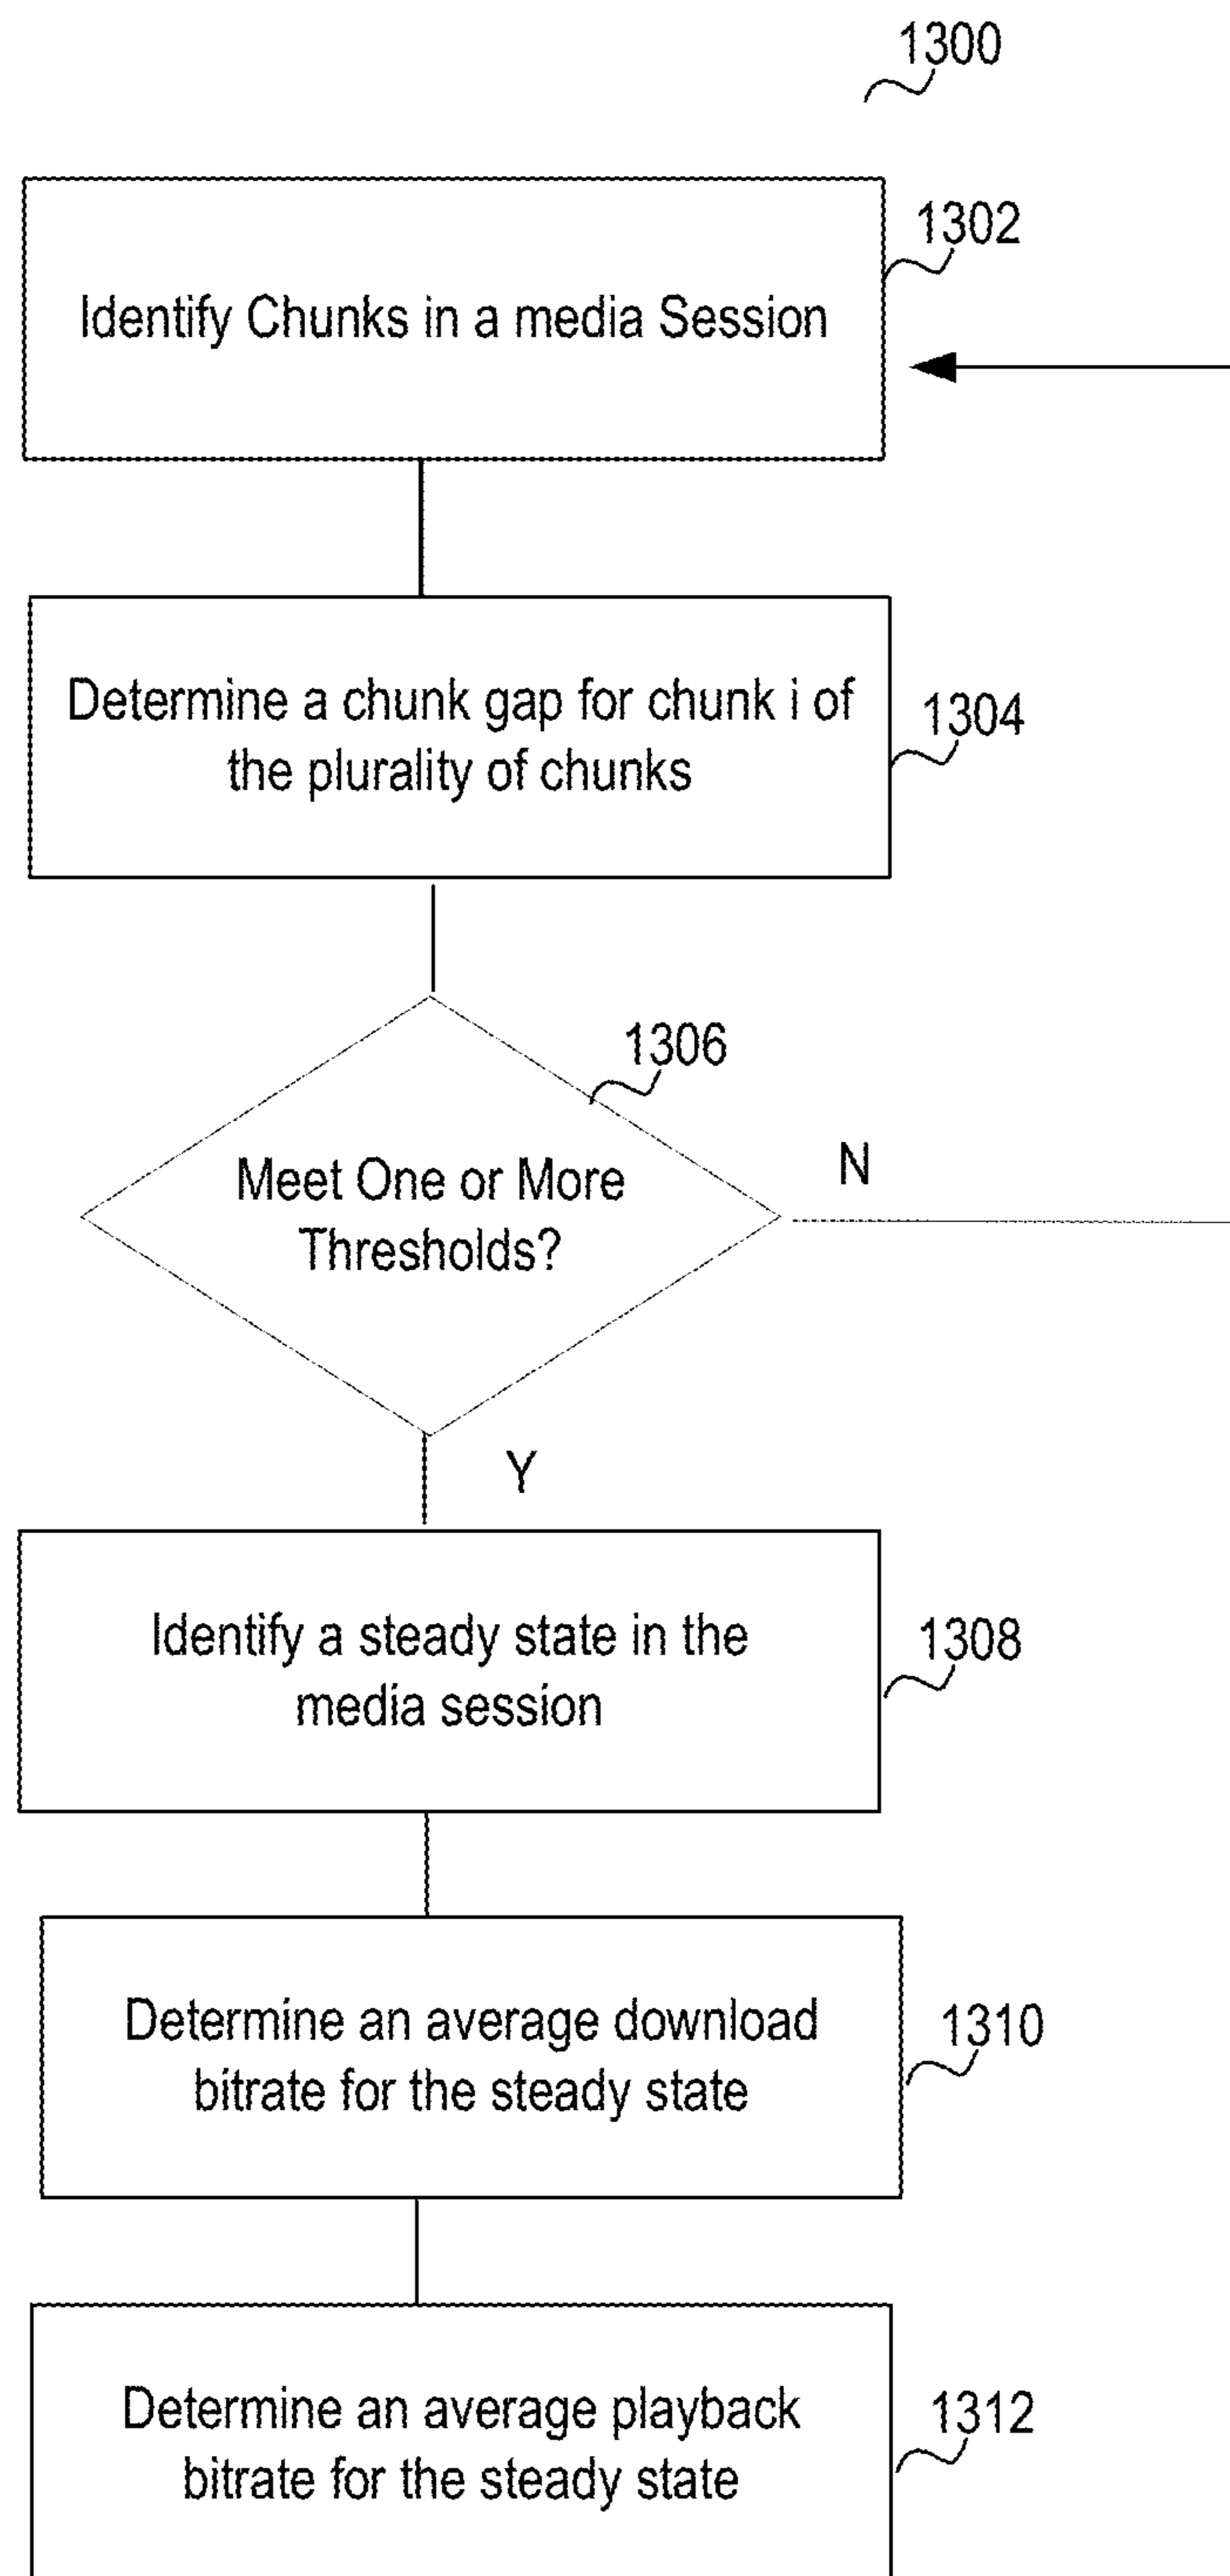 1300
1302
Identify Chunks in a media Session
Determine a chunk gap for chunk i of
the plurality of chunks
1304
1306
Meet One or More
Thresholds?
N
Y
Identify a steady state in the
media session
1308
Determine an average download
bitrate for the steady state
1310
Determine an average playback
bitrate for the steady state
1312